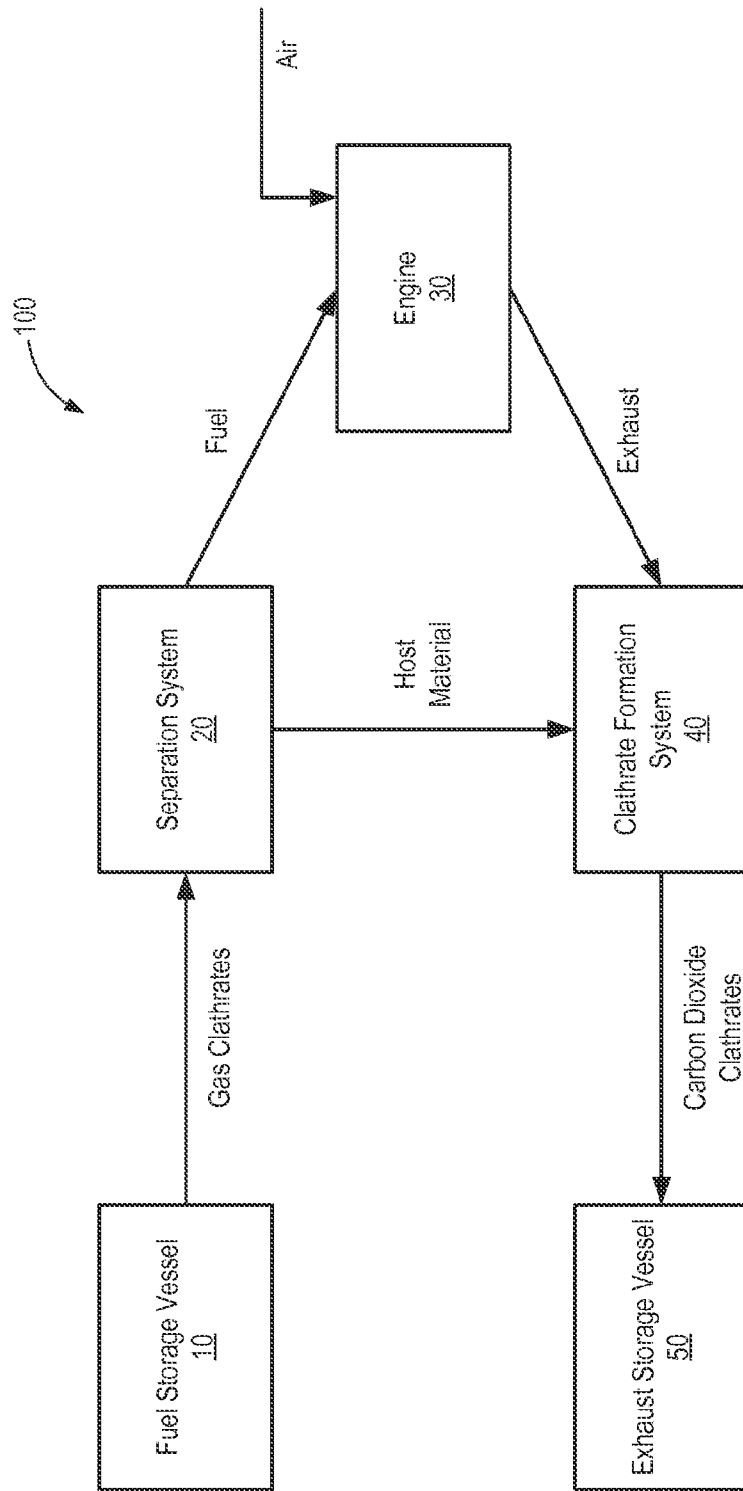 100
Fuel Storage Vessel
10
Gas Clathrates
Separation System
20
Fuel
Air
Engine
30
Host
Material
Exhaust
Exhaust Storage Vessel
50
Carbon Dioxide
Clathrates
Clathrate Formation
System
40